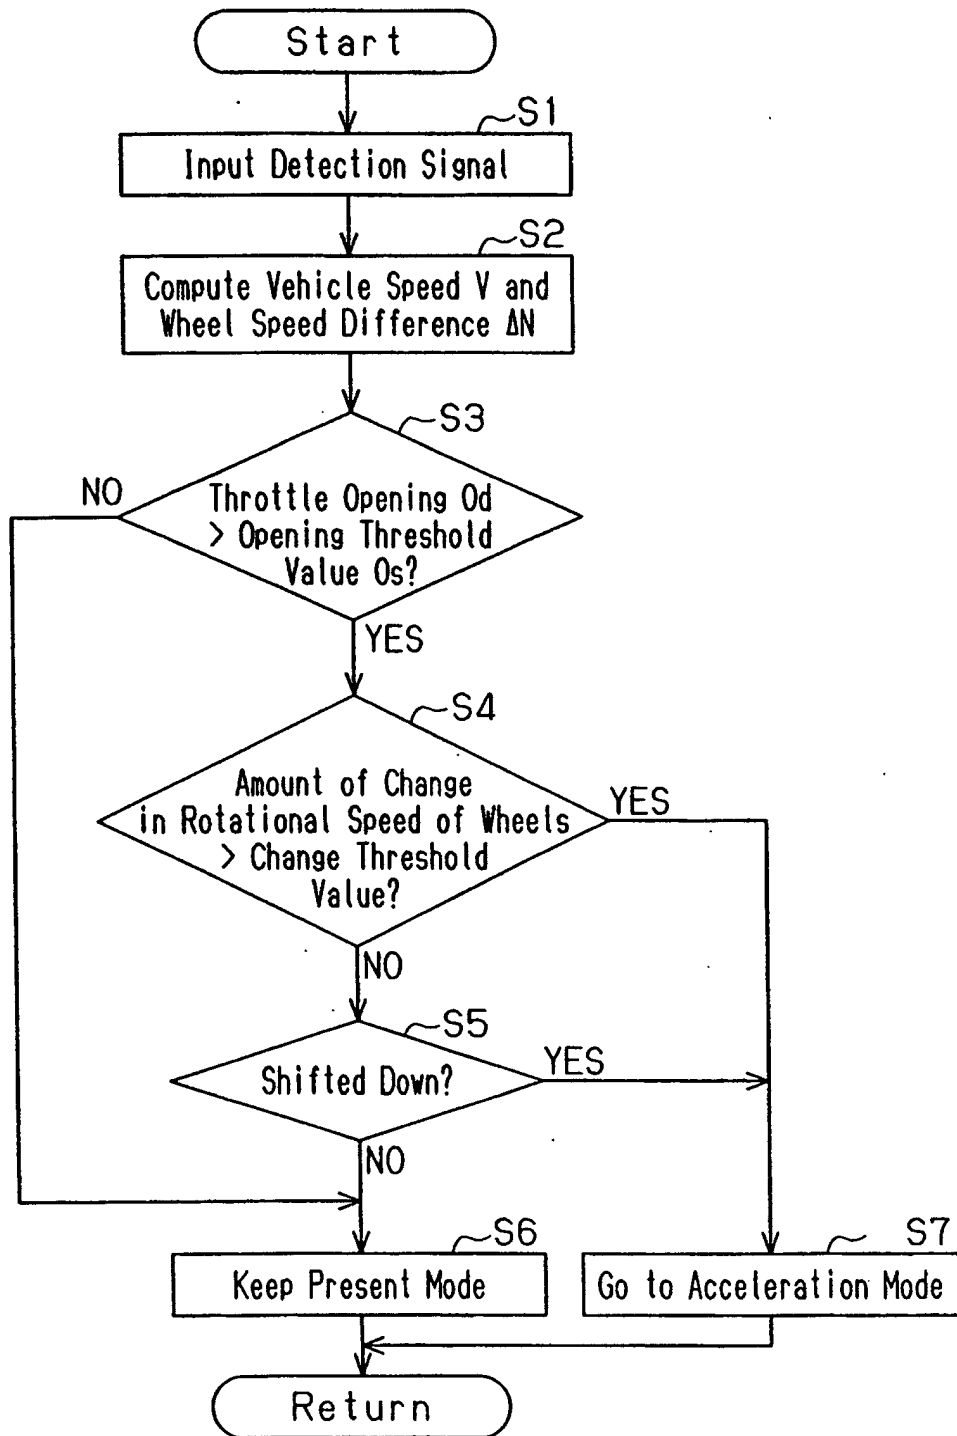 Start
S1
Input Detection Signal
S2
Compute Vehicle Speed V and
Wheel Speed Difference ΔN
S3
NO
Throttle Opening Od
> Opening Threshold
Value Os?
YES
S4
Amount of Change
in Rotational Speed of Wheels
> Change Threshold
Value?
YES
NO
S5
Shifted Down?
YES
NO
S6
Keep Present Mode
S7
Go to Acceleration Mode
Return